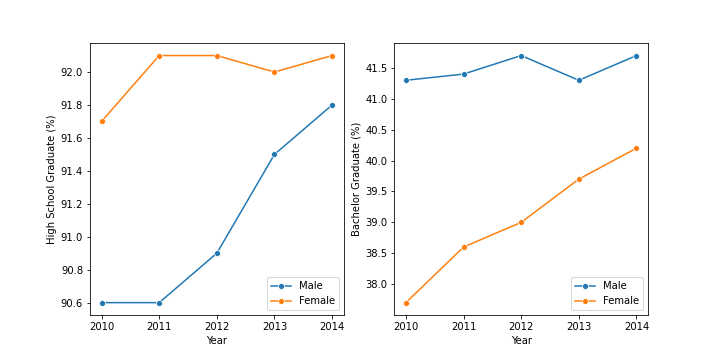 High School Graduate (%)
92.0
91.8
91.6
91.4
91.2
91.0
90.8
90.6
2010 2011 2012 2013 2014
Year
Male
Female
Bachelor Graduate (%)
41.5
41.0
40.5
40.0
39.5
39.0
38.5
38.0
2010 2011 2012 2013 2014
Year
Male
Female